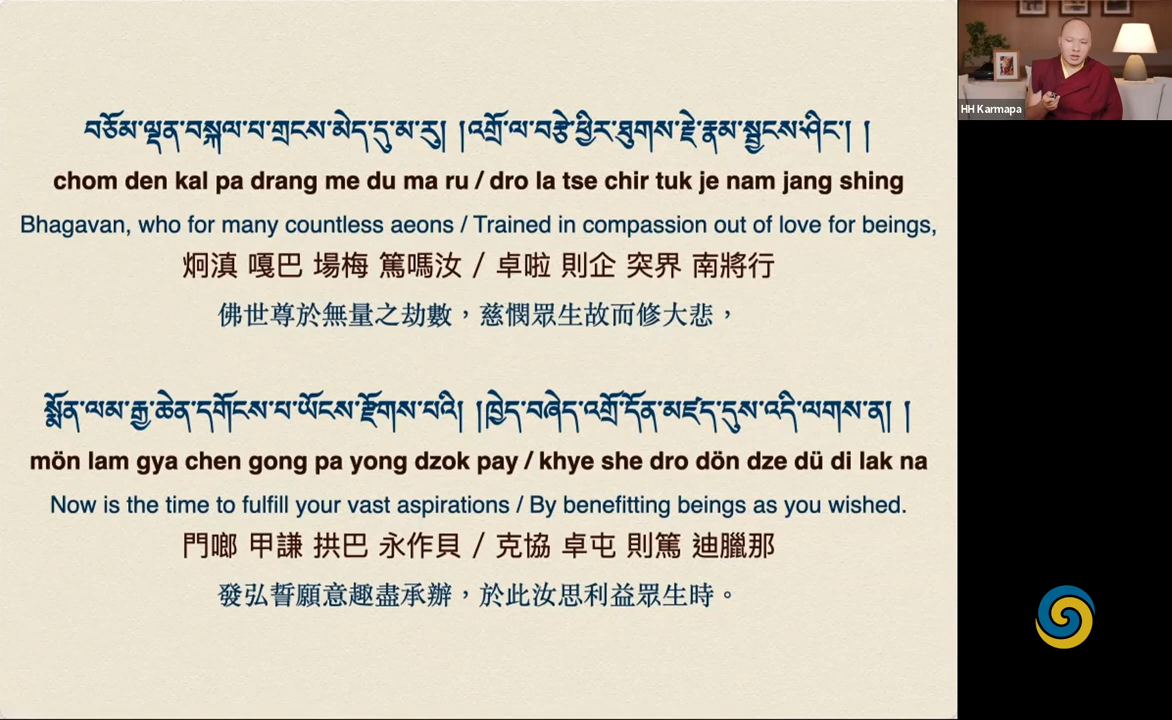 བཅོམ་ལྡན་བསྐལ་པ་གྲངས་མེད་དུ་མ་རུ། །འགྲོ་ལ་བརྩེ་ཕྱིར་ཐུགས་རྗེ་རྣམ་སྦྱངས་ཤིང་། །
chom den kal pa drang me du ma ru / dro la tse chir tuk je nam jang shing
Bhagavan, who for many countless aeons / Trained in compassion out of love for beings,
炯滇 嘎巴 場梅 篤嗎汝 / 卓啦 則企 突界 南將行
佛世尊於無量之劫數，慈憫眾生故而修大悲，
སྨོན་ལམ་རྒྱ་ཆེན་དགོངས་པ་ཡོངས་རྫོགས་པའི། །ཁྱེད་བཞེད་འགྲོ་དོན་མཛད་དུས་འདི་ལགས་ན། །
mön lam gya chen gong pa yong dzok pay / khye she dro dön dze dü di lak na
Now is the time to fulfill your vast aspirations / By benefitting beings as you wished.
門啷 甲謙 拱巴 永作貝 / 克協 卓屯 則篤 迪臘那
發弘誓願意趣盡承辦，於此汝思利益眾生時。
HH Karmapa